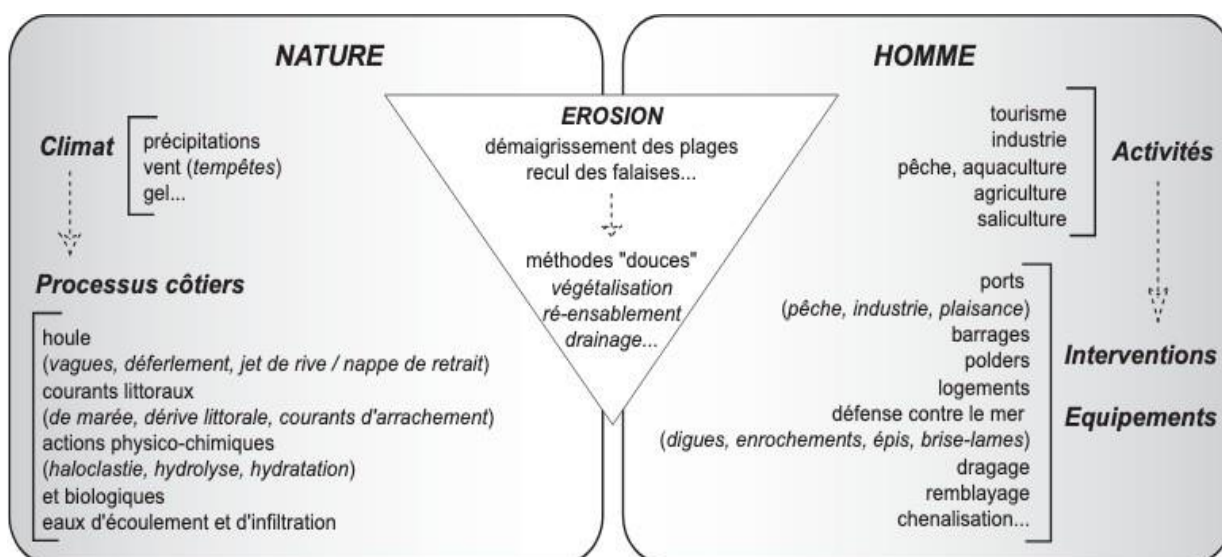 NATURE
Climat
précipitations
vent (tempêtes)
gel...
Processus côtiers
houle
(vagues, déferlement, jet de rive / nappe de retrait)
courants littoraux
(de marée, dérive littorale, courants d'arrachement)
actions physico-chimiques
(haloclastie, hydrolyse, hydratation)
et biologiques
eaux d'écoulement et d'infiltration
EROSION
démaigrissement des plages
recul des falaises...
méthodes "douces"
végétalisation
ré-ensablement
drainage...
HOMME
tourisme
industrie
pêche, aquaculture
agriculture
saliculture
Activités
ports
(pêche, industrie, plaisance)
barrages
polders
logements
défense contre le mer
(digues, enrochements, épis, brise-lames)
dragage
remblayage
chenalisation...
Interventions
Equipements